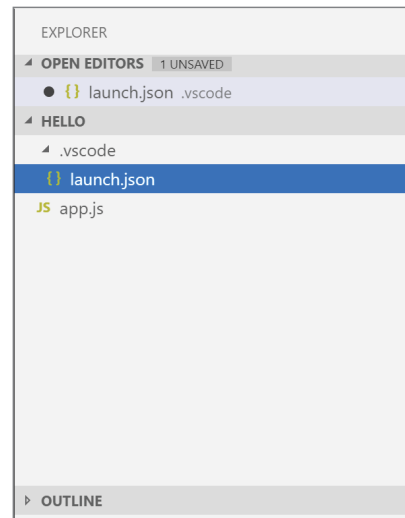 EXPLORER
OPEN EDITORS 1 UNSAVED
{} launch.json .vscode
HELLO
.vscode
{} launch.json
JS app.js
OUTLINE